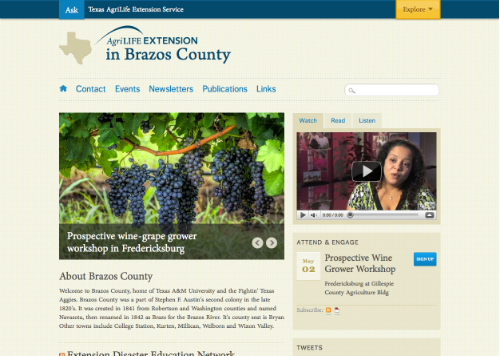 Ask Texas AgriLife Extension Service Explore
AgriLIFE EXTENSION
in Brazos County
Contact Events Newsletters Publications Links
Watch Read Listen
Prospective wine-grape grower
workshop in Fredericksburg
0:00 / 0:00
ATTEND & ENGAGE
May
02
Prospective Wine
Grower Workshop
SIGN UP
Fredericksburg at Gillespie
County Agriculture Bldg
Subscribe:
About Brazos County
Welcome to Brazos County, home of Texas A&M University and the Fightin' Texas
Aggies. Brazos County was a part of Stephen F. Austin's second colony in the late
1820's. It was created in 1841 from Robertson and Washington counties and named
Navasota, then renamed in 1842 as Brazos for the Brazos River. It's county seat is Bryan
Other towns include College Station, Kurten, Millican, Wellborn and Wixon Valley.
Extension Disaster Education Network
TWEETS